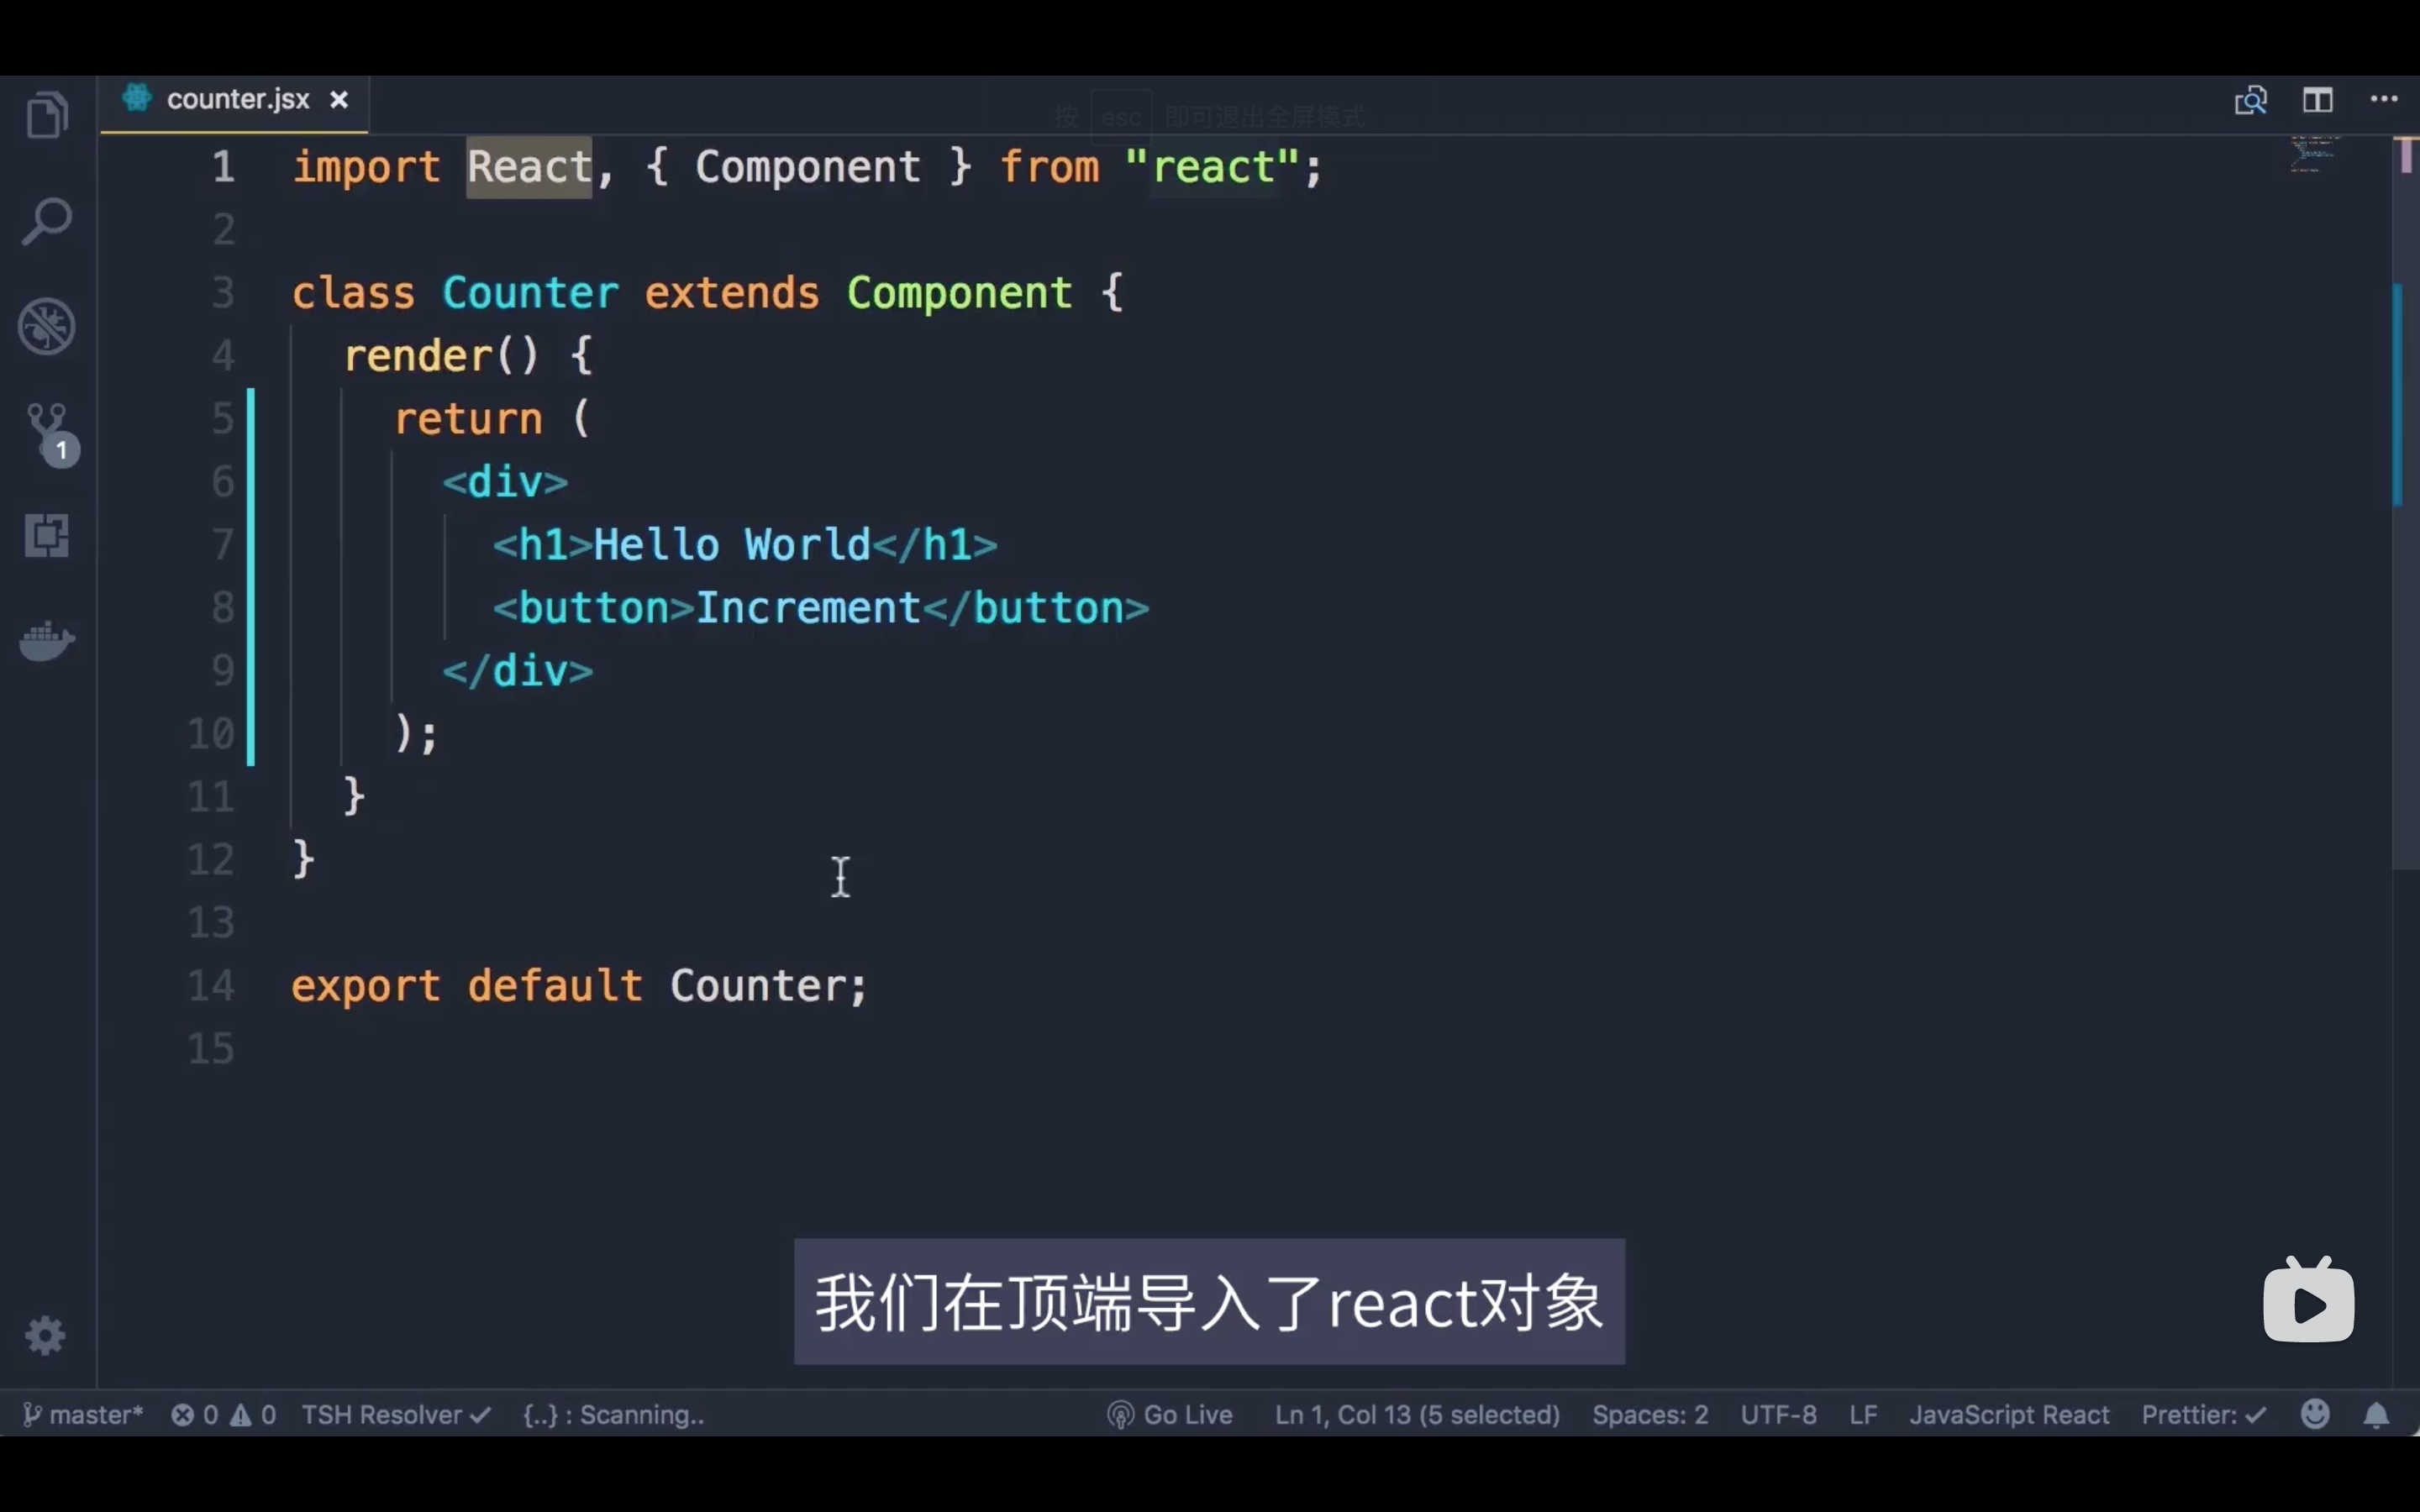 counter.jsx
按 esc 即可退出全屏模式
1 import React, { Component } from "react";
2
3 class Counter extends Component {
4 render() {
5 return (
6 <div>
7 <h1>Hello World</h1>
8 <button>Increment</button>
9 </div>
10 );
11 }
12 }
13
14 export default Counter;
15
1
我们在顶端导入了react对象
master* 0 0 TSH Resolver {..} : Scanning.. Go Live Ln 1, Col 13 (5 selected) Spaces: 2 UTF-8 LF JavaScript React Prettier: